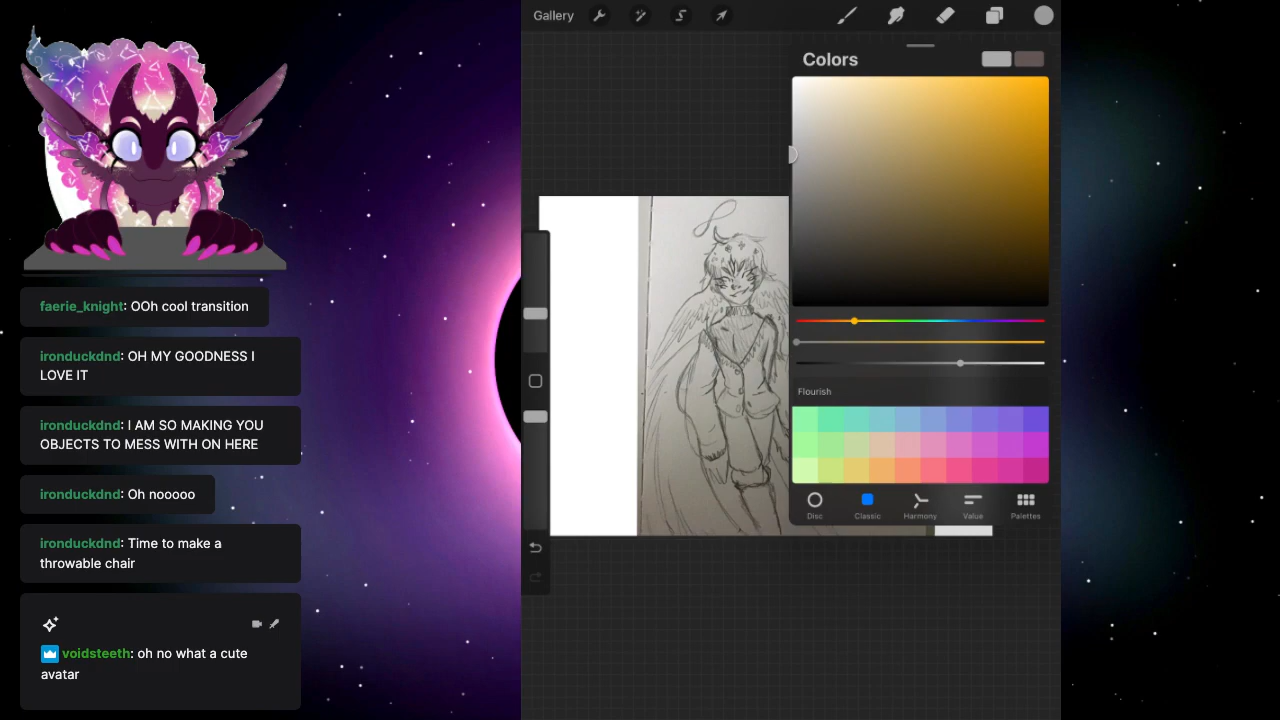 Gallery
Colors
faerie_knight: OOh cool transition
ironduckdnd: OH MY GOODNESS I
LOVE IT
ironduckdnd: I AM SO MAKING YOU
OBJECTS TO MESS WITH ON HERE
ironduckdnd: Oh nooooo
ironduckdnd: Time to make a
throwable chair
voidsteeth: oh no what a cute
avatar
Flourish
Disc
Classic
Harmony
Value
Palettes